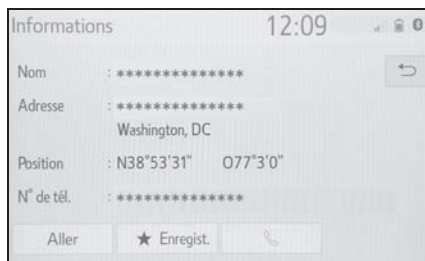 Informations 12:09
Nom : **************
Adresse : **************
Washington, DC
Position : N38°53'31" O77°3'0"
N° de tél. : **************
Aller ★ Enregist.